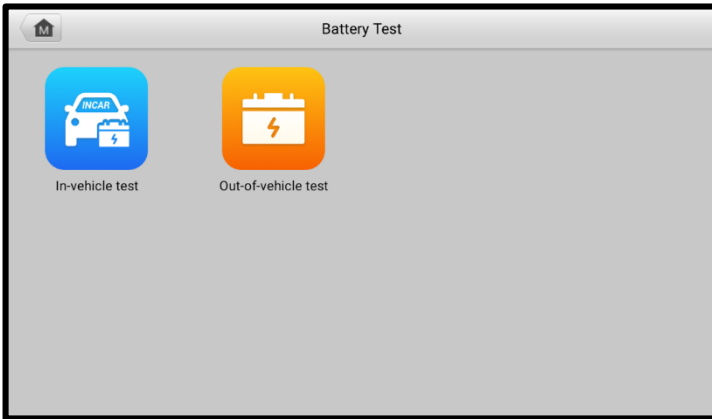 M
Battery Test
INCAR
In-vehicle test
Out-of-vehicle test